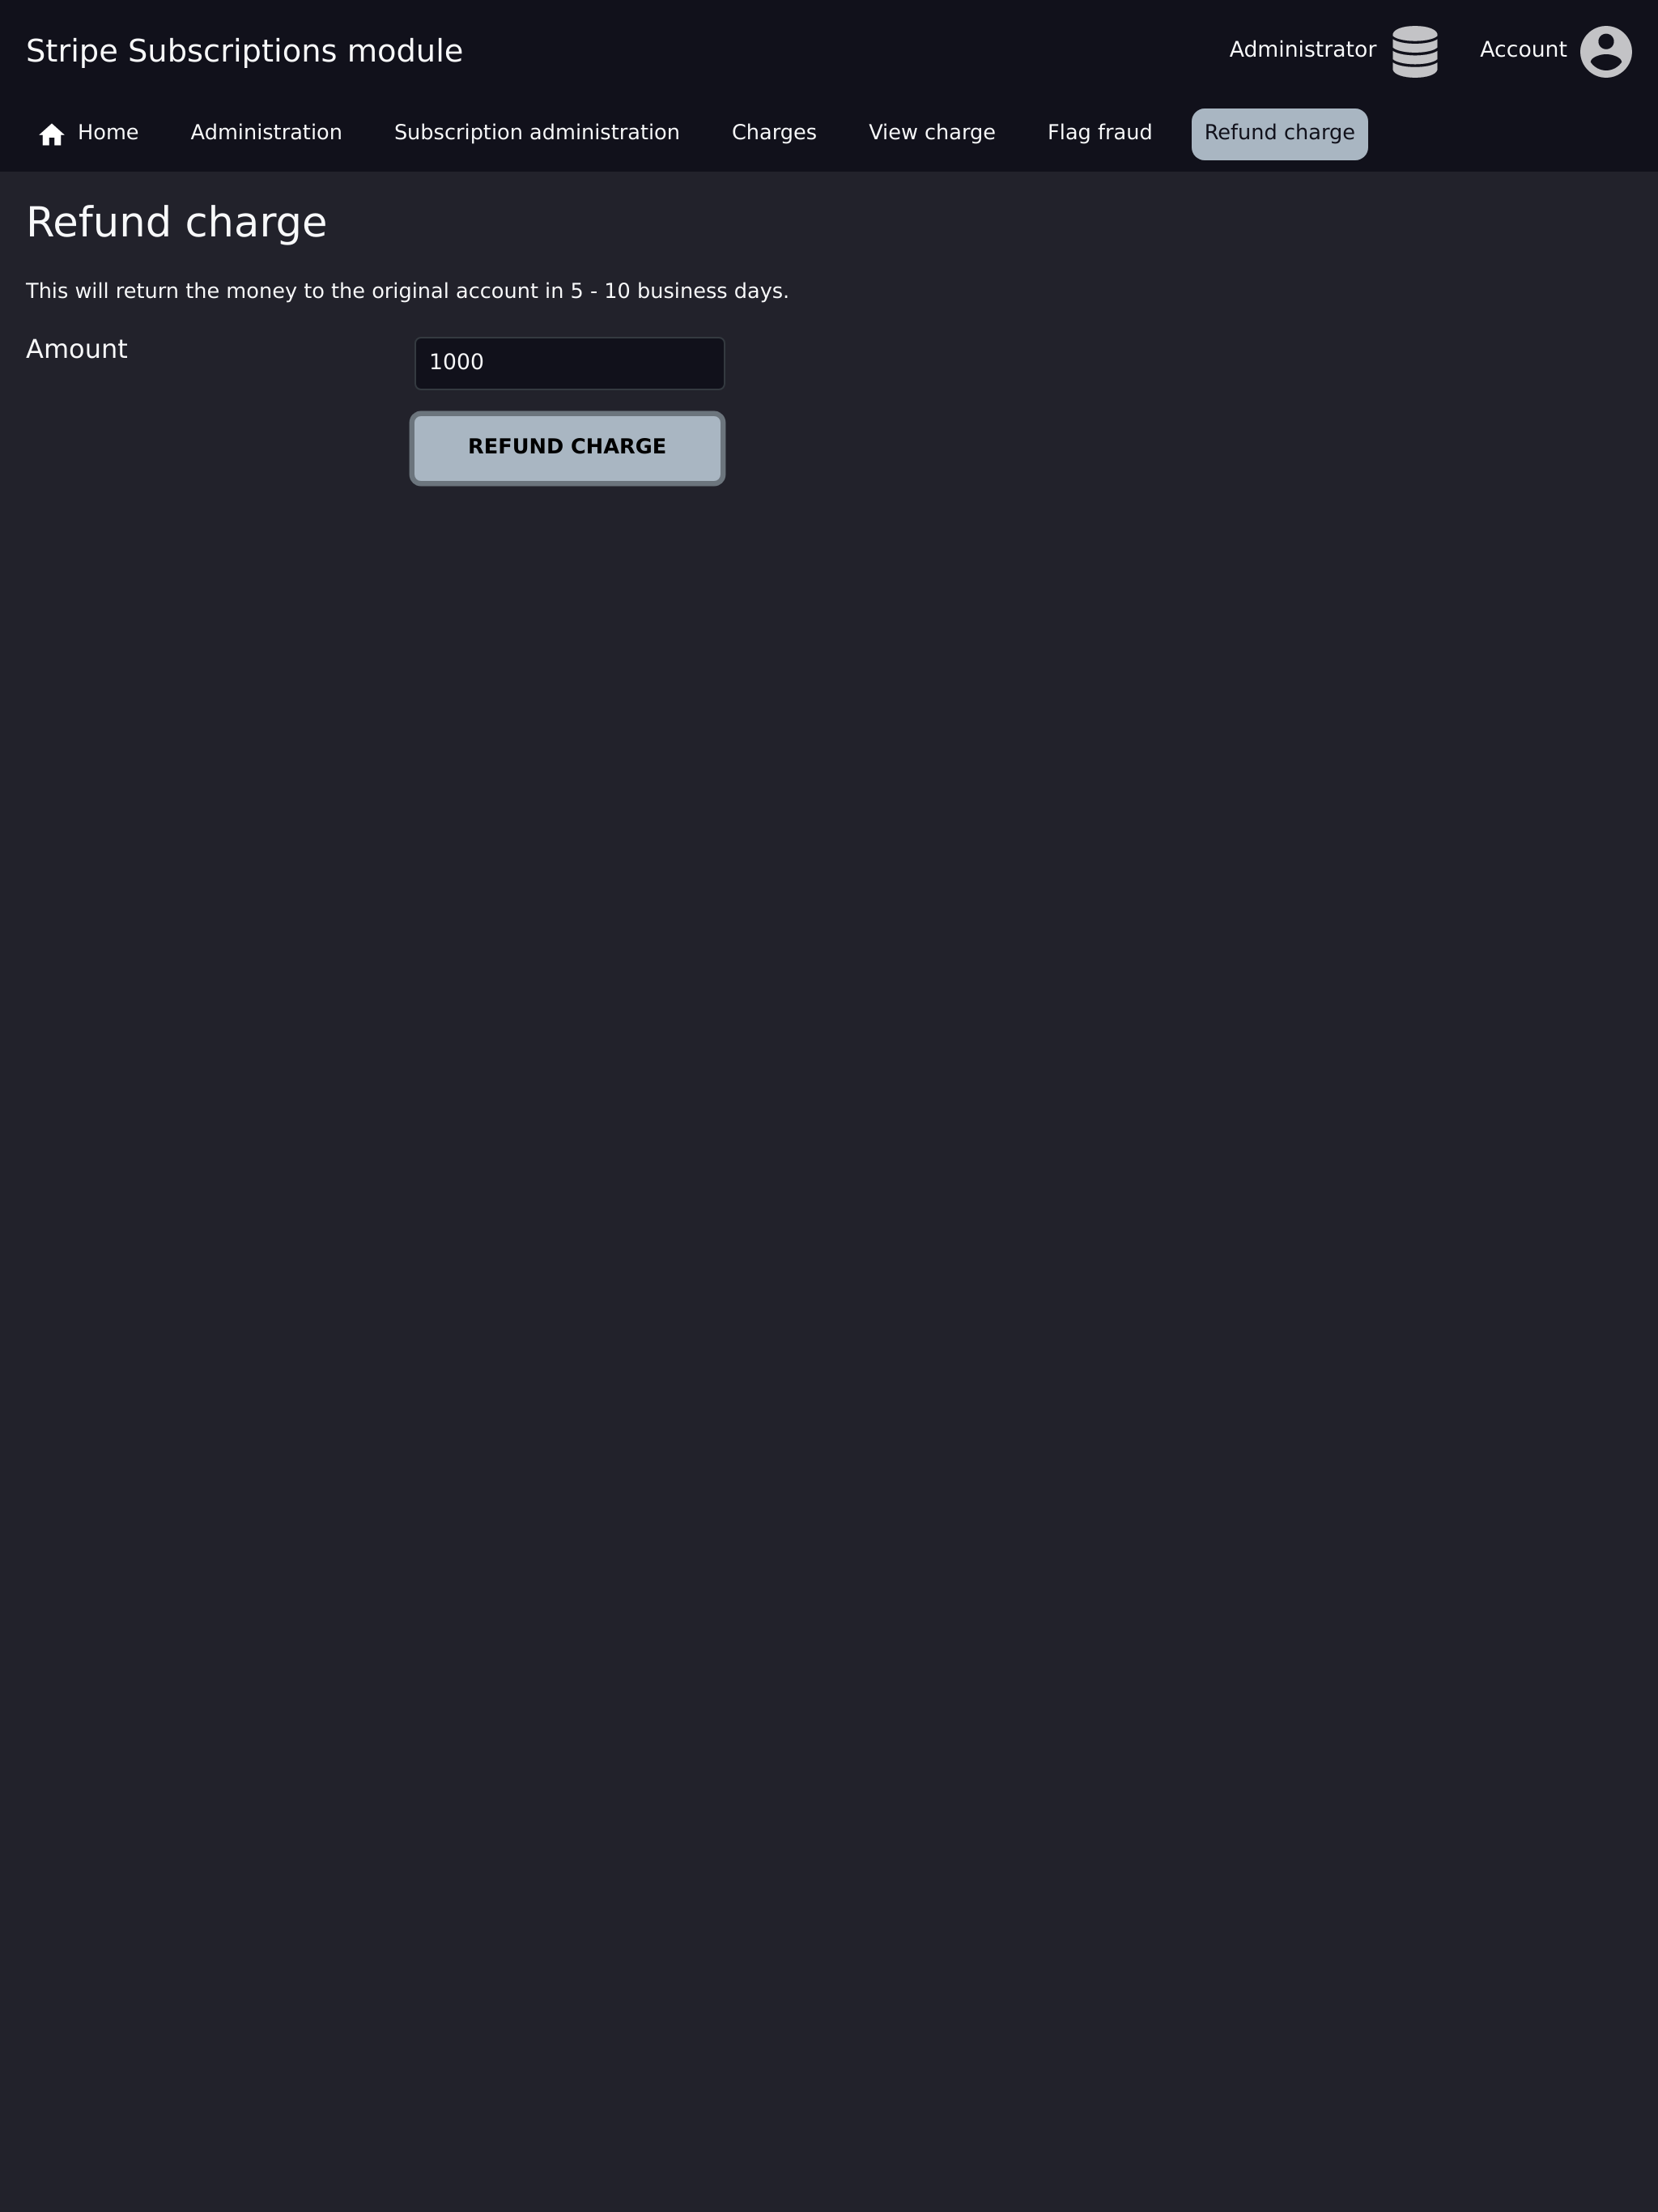 Stripe Subscriptions module
Administrator
Account
Home
Administration
Subscription administration
Charges
View charge
Flag fraud
Refund charge
Refund charge
This will return the money to the original account in 5 - 10 business days.
Amount
1000
REFUND CHARGE